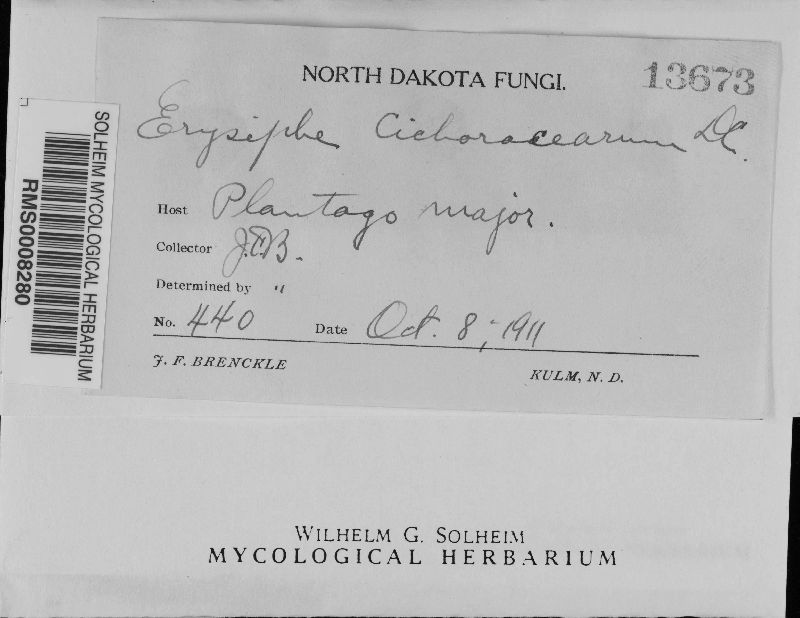 NORTH DAKOTA FUNGI.
13673
Erysiphe Cichoracearum DC.
Host Plantago major.
Collector J.F.B.
Determined by "
No. 440 Date Oct. 8, 1911
J. F. BRENCKLE
KULM, N. D.
SOLHEIM MYCOLOGICAL HERBARIUM
RMS0008280
WILHELM G. SOLHEIM
MYCOLOGICAL HERBARIUM